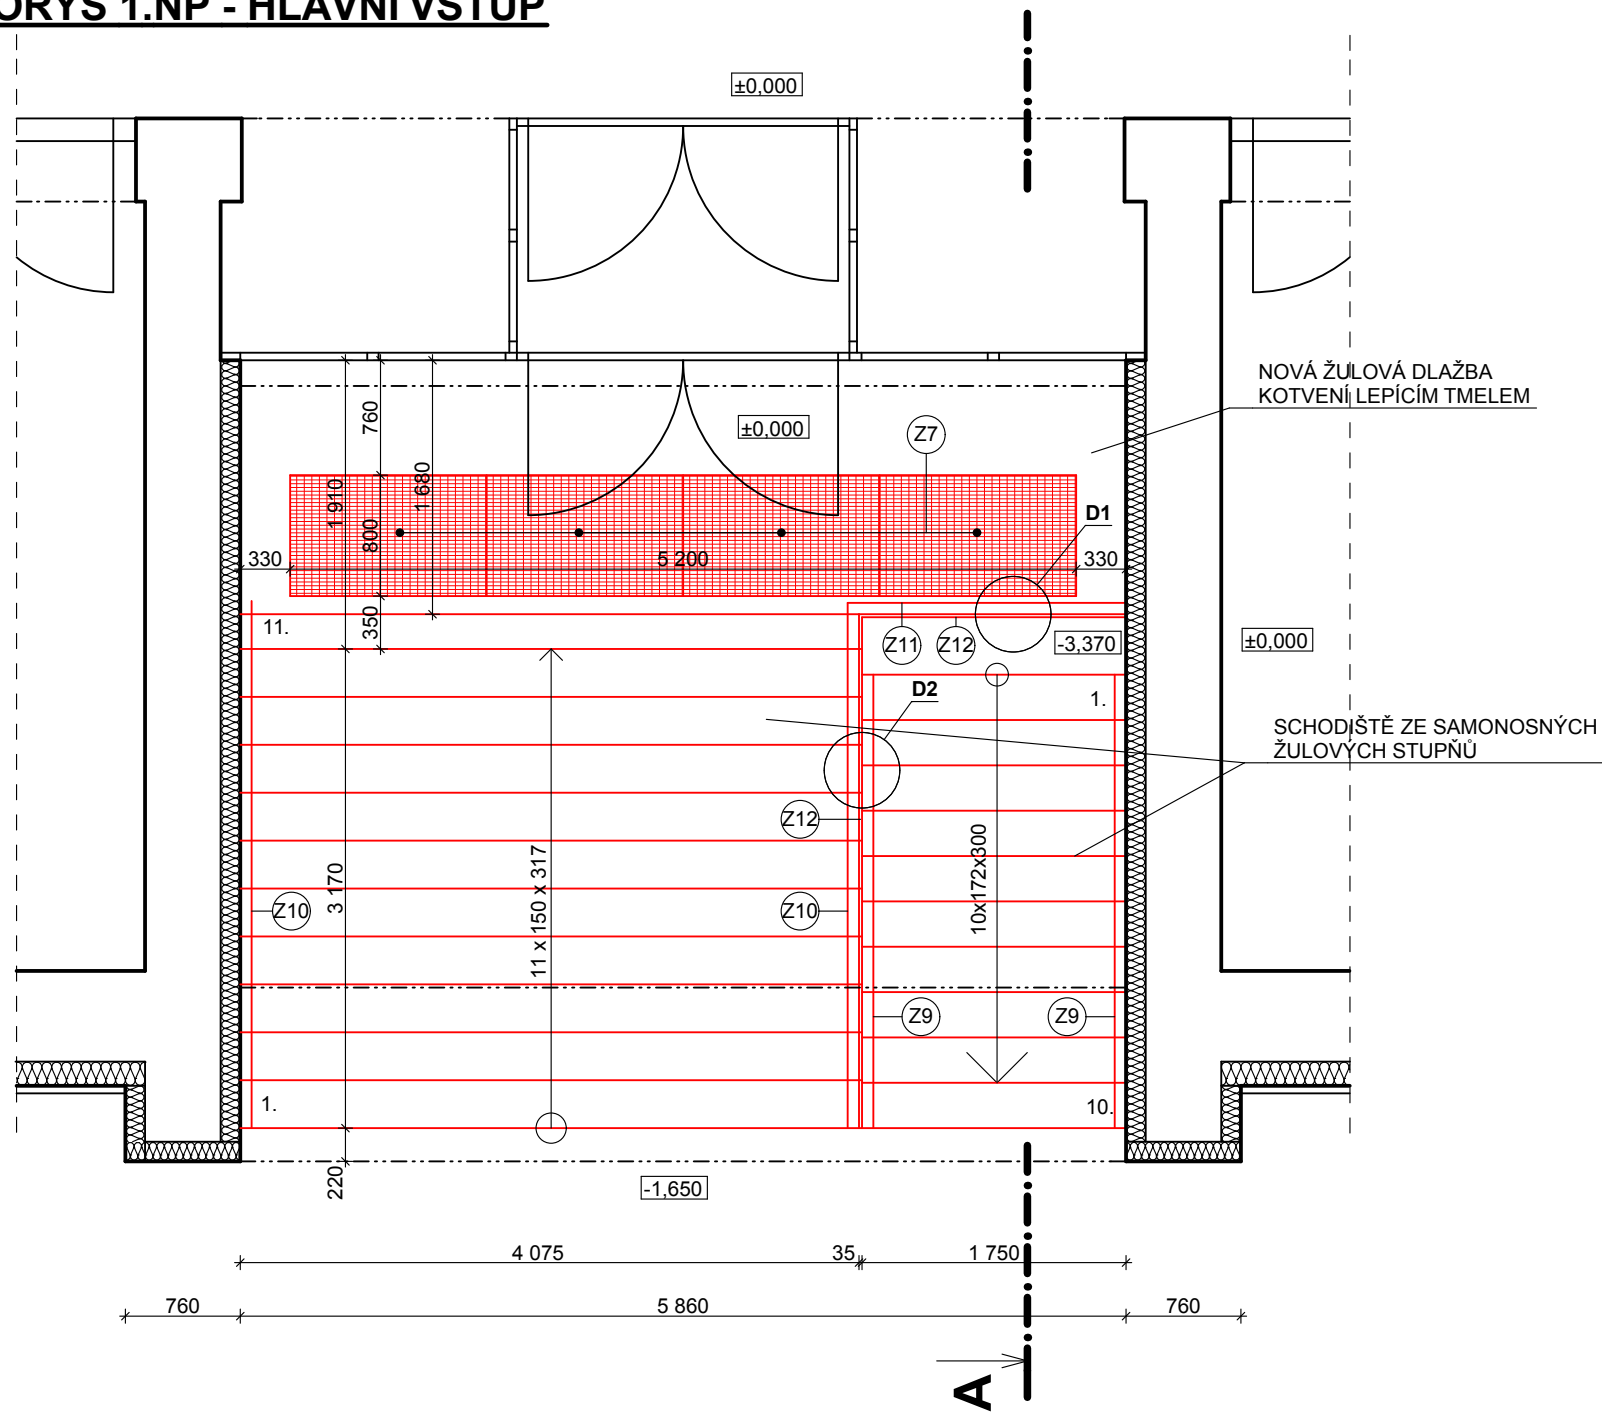 ORYS 1.NP - HLAVNÍ VSTUP
±0,000
NOVÁ ŽULOVÁ DLAŽBA
KOTVENÍ LEPÍCÍM TMELEM
760
±0,000
Z7
1 680
1 910
800
D1
330
5 200
330
350
11.
Z11
Z12
-3,370
±0,000
D2
1.
SCHODIŠTĚ ZE SAMONOSNÝCH
ŽULOVÝCH STUPŇŮ
Z12
3 170
11 x 150 x 317
10x172x300
Z10
Z10
Z9
Z9
1.
10.
220
-1,650
4 075
35
1 750
760
5 860
760
A